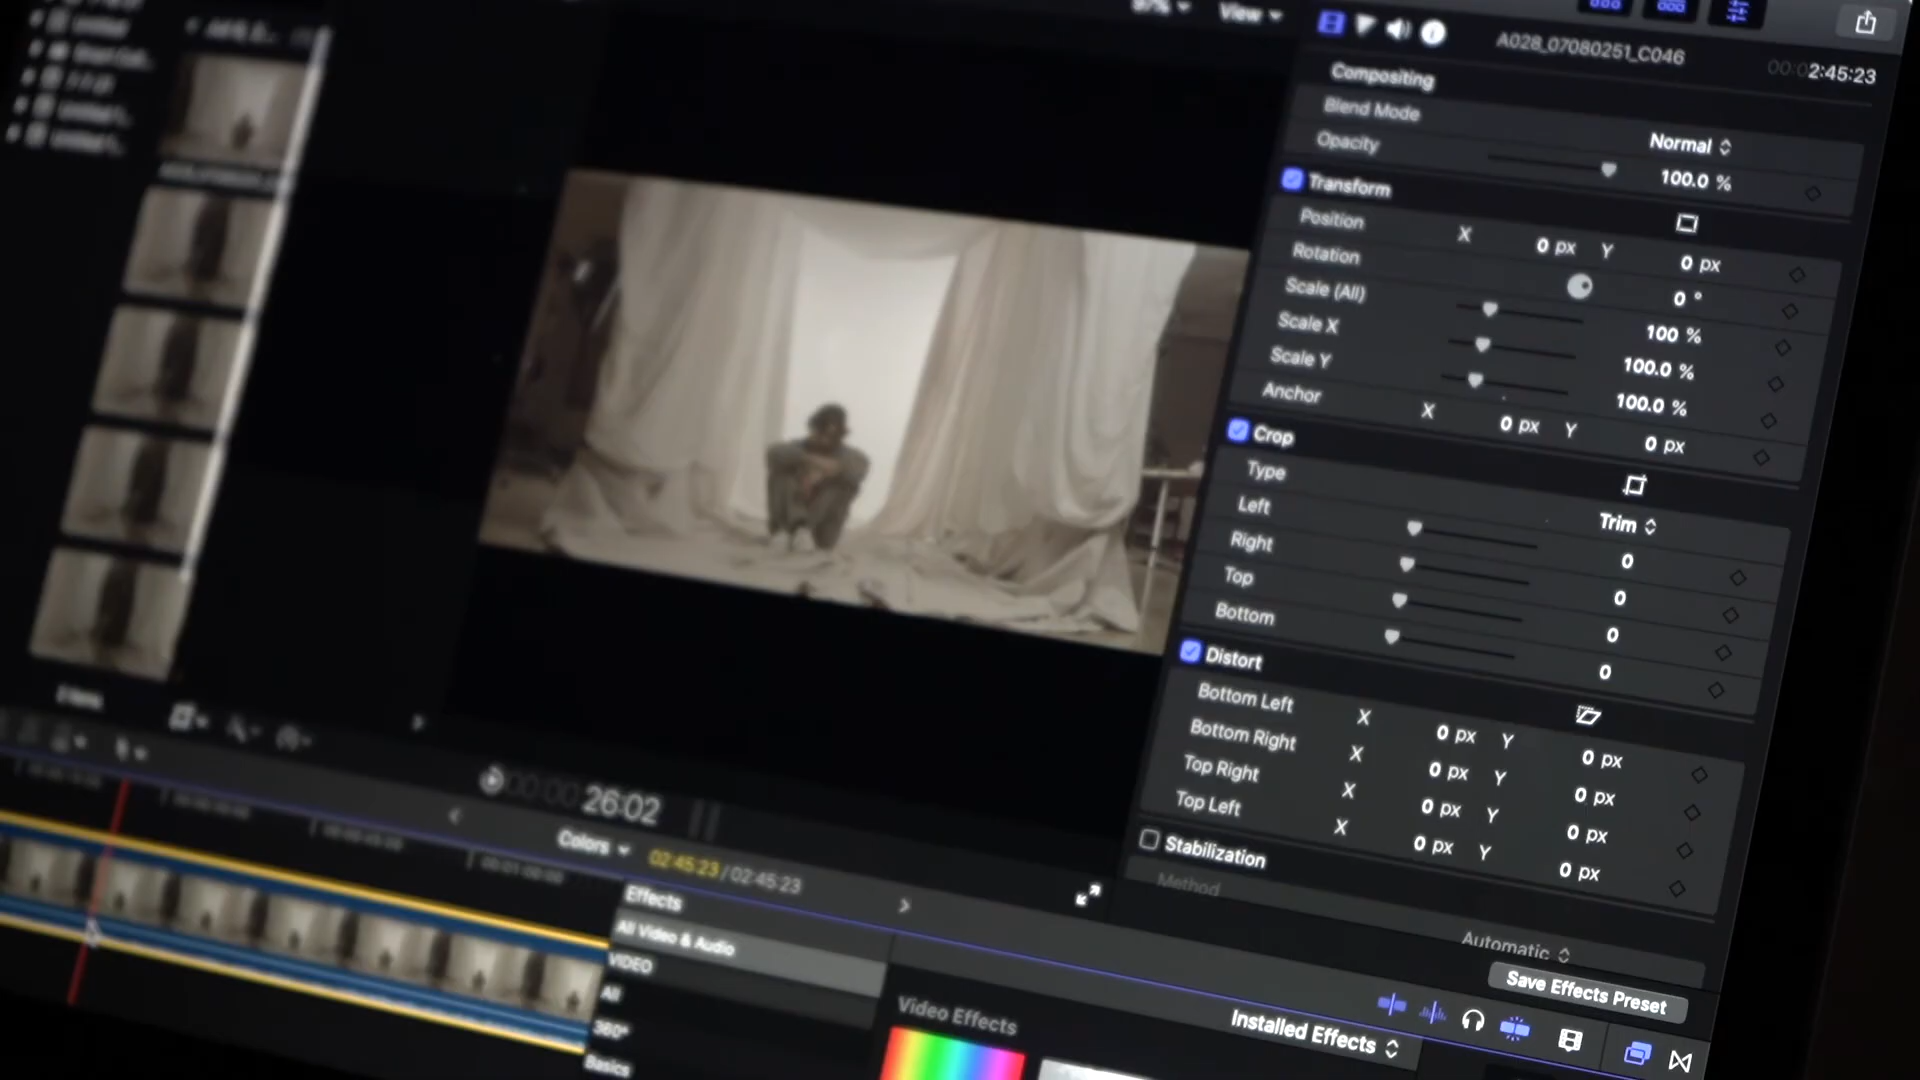 View
A028_07080251_C046
00:02:45:23
Compositing
Blend Mode
Normal
Opacity
100.0 %
Transform
Position X 0 px Y 0 px
Rotation
0 °
Scale (All)
100 %
Scale X
100.0 %
Scale Y
100.0 %
Anchor X 0 px Y 0 px
Crop
Type
Trim
Left
0
Right
0
Top
0
Bottom
0
Distort
Bottom Left X 0 px Y 0 px
Bottom Right X 0 px Y 0 px
Top Right X 0 px Y 0 px
Top Left X 0 px Y 0 px
Stabilization
Method
Automatic
Save Effects Preset
00:00:26:02
Colors
02:45:23 / 02:45:23
Effects
All Video & Audio
VIDEO
All
360°
Basics
Video Effects
Installed Effects